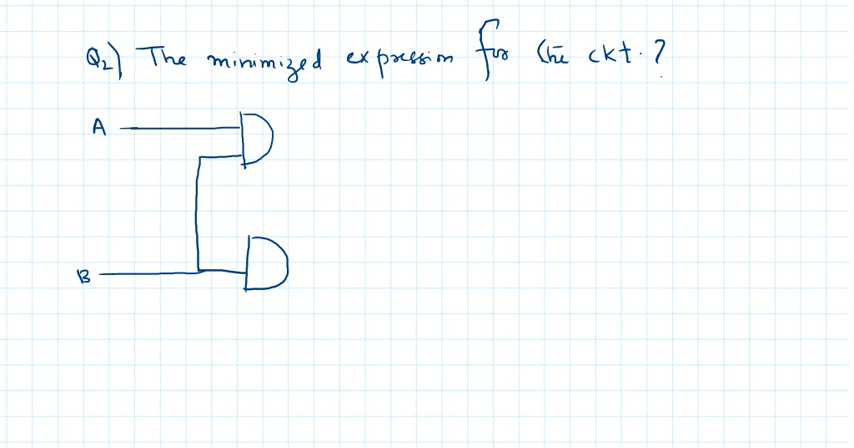 Q2) The minimized expression for the ckt.?
A
B